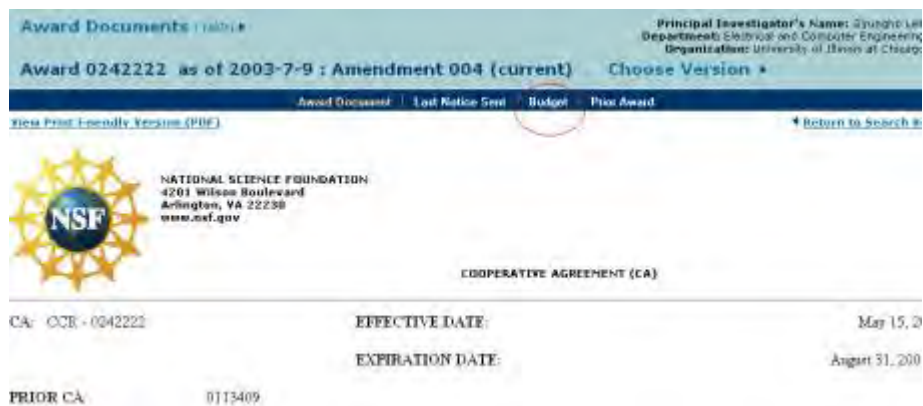 Award Documents
Principal Investigator's Name:
Department: Electrical and Computer Engineering
Organization: University of Illinois at Chicago
Award 0242222 as of 2003-7-9 : Amendment 004 (current) Choose Version
Award Document | Last Notice Sent | Budget | Prior Award
View Print Friendly Version (PDF)
Return to Search
NSF
NATIONAL SCIENCE FOUNDATION
4201 Wilson Boulevard
Arlington, VA 22230
www.nsf.gov
COOPERATIVE AGREEMENT (CA)
CA: CCR - 0242222 EFFECTIVE DATE: May 15,
EXPIRATION DATE: August 31,
PRIOR CA 0113409